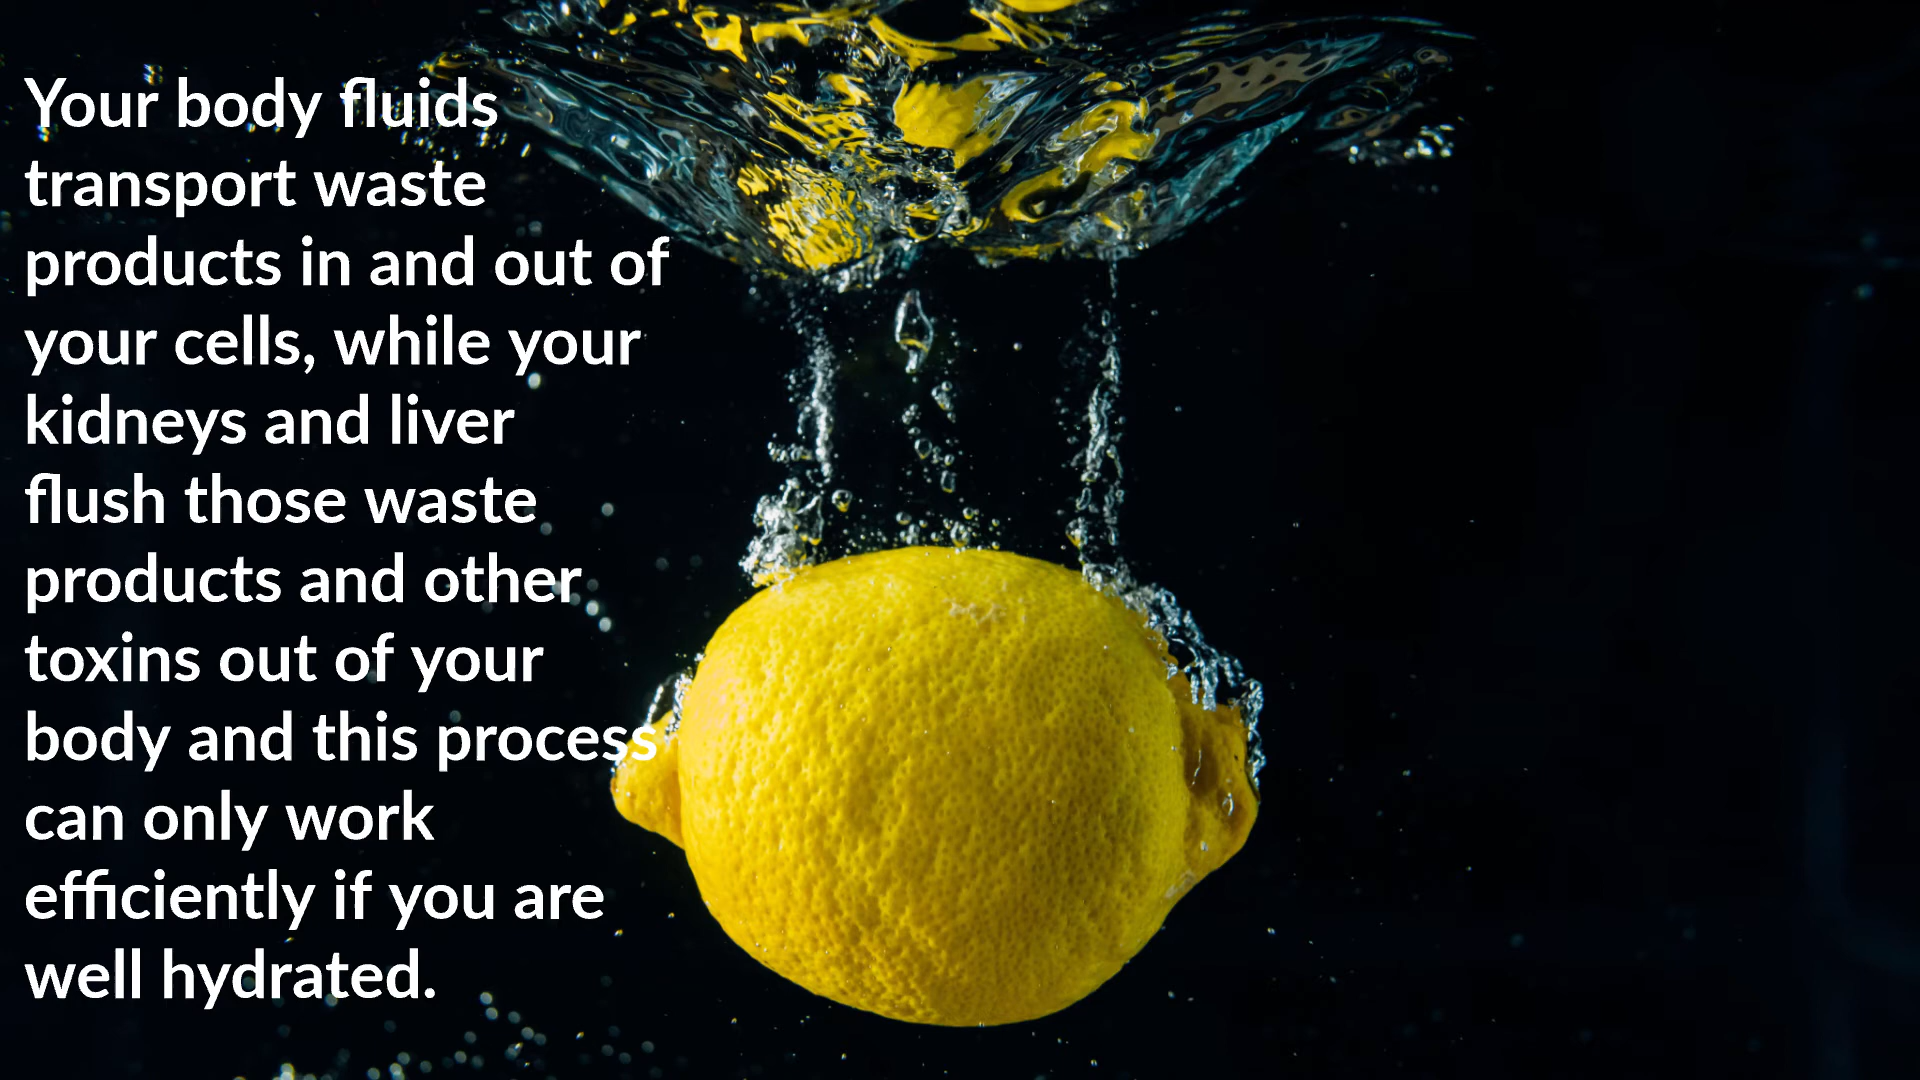 Your body fluids
transport waste
products in and out of
your cells, while your
kidneys and liver
flush those waste
products and other
toxins out of your
body and this process
can only work
efficiently if you are
well hydrated.